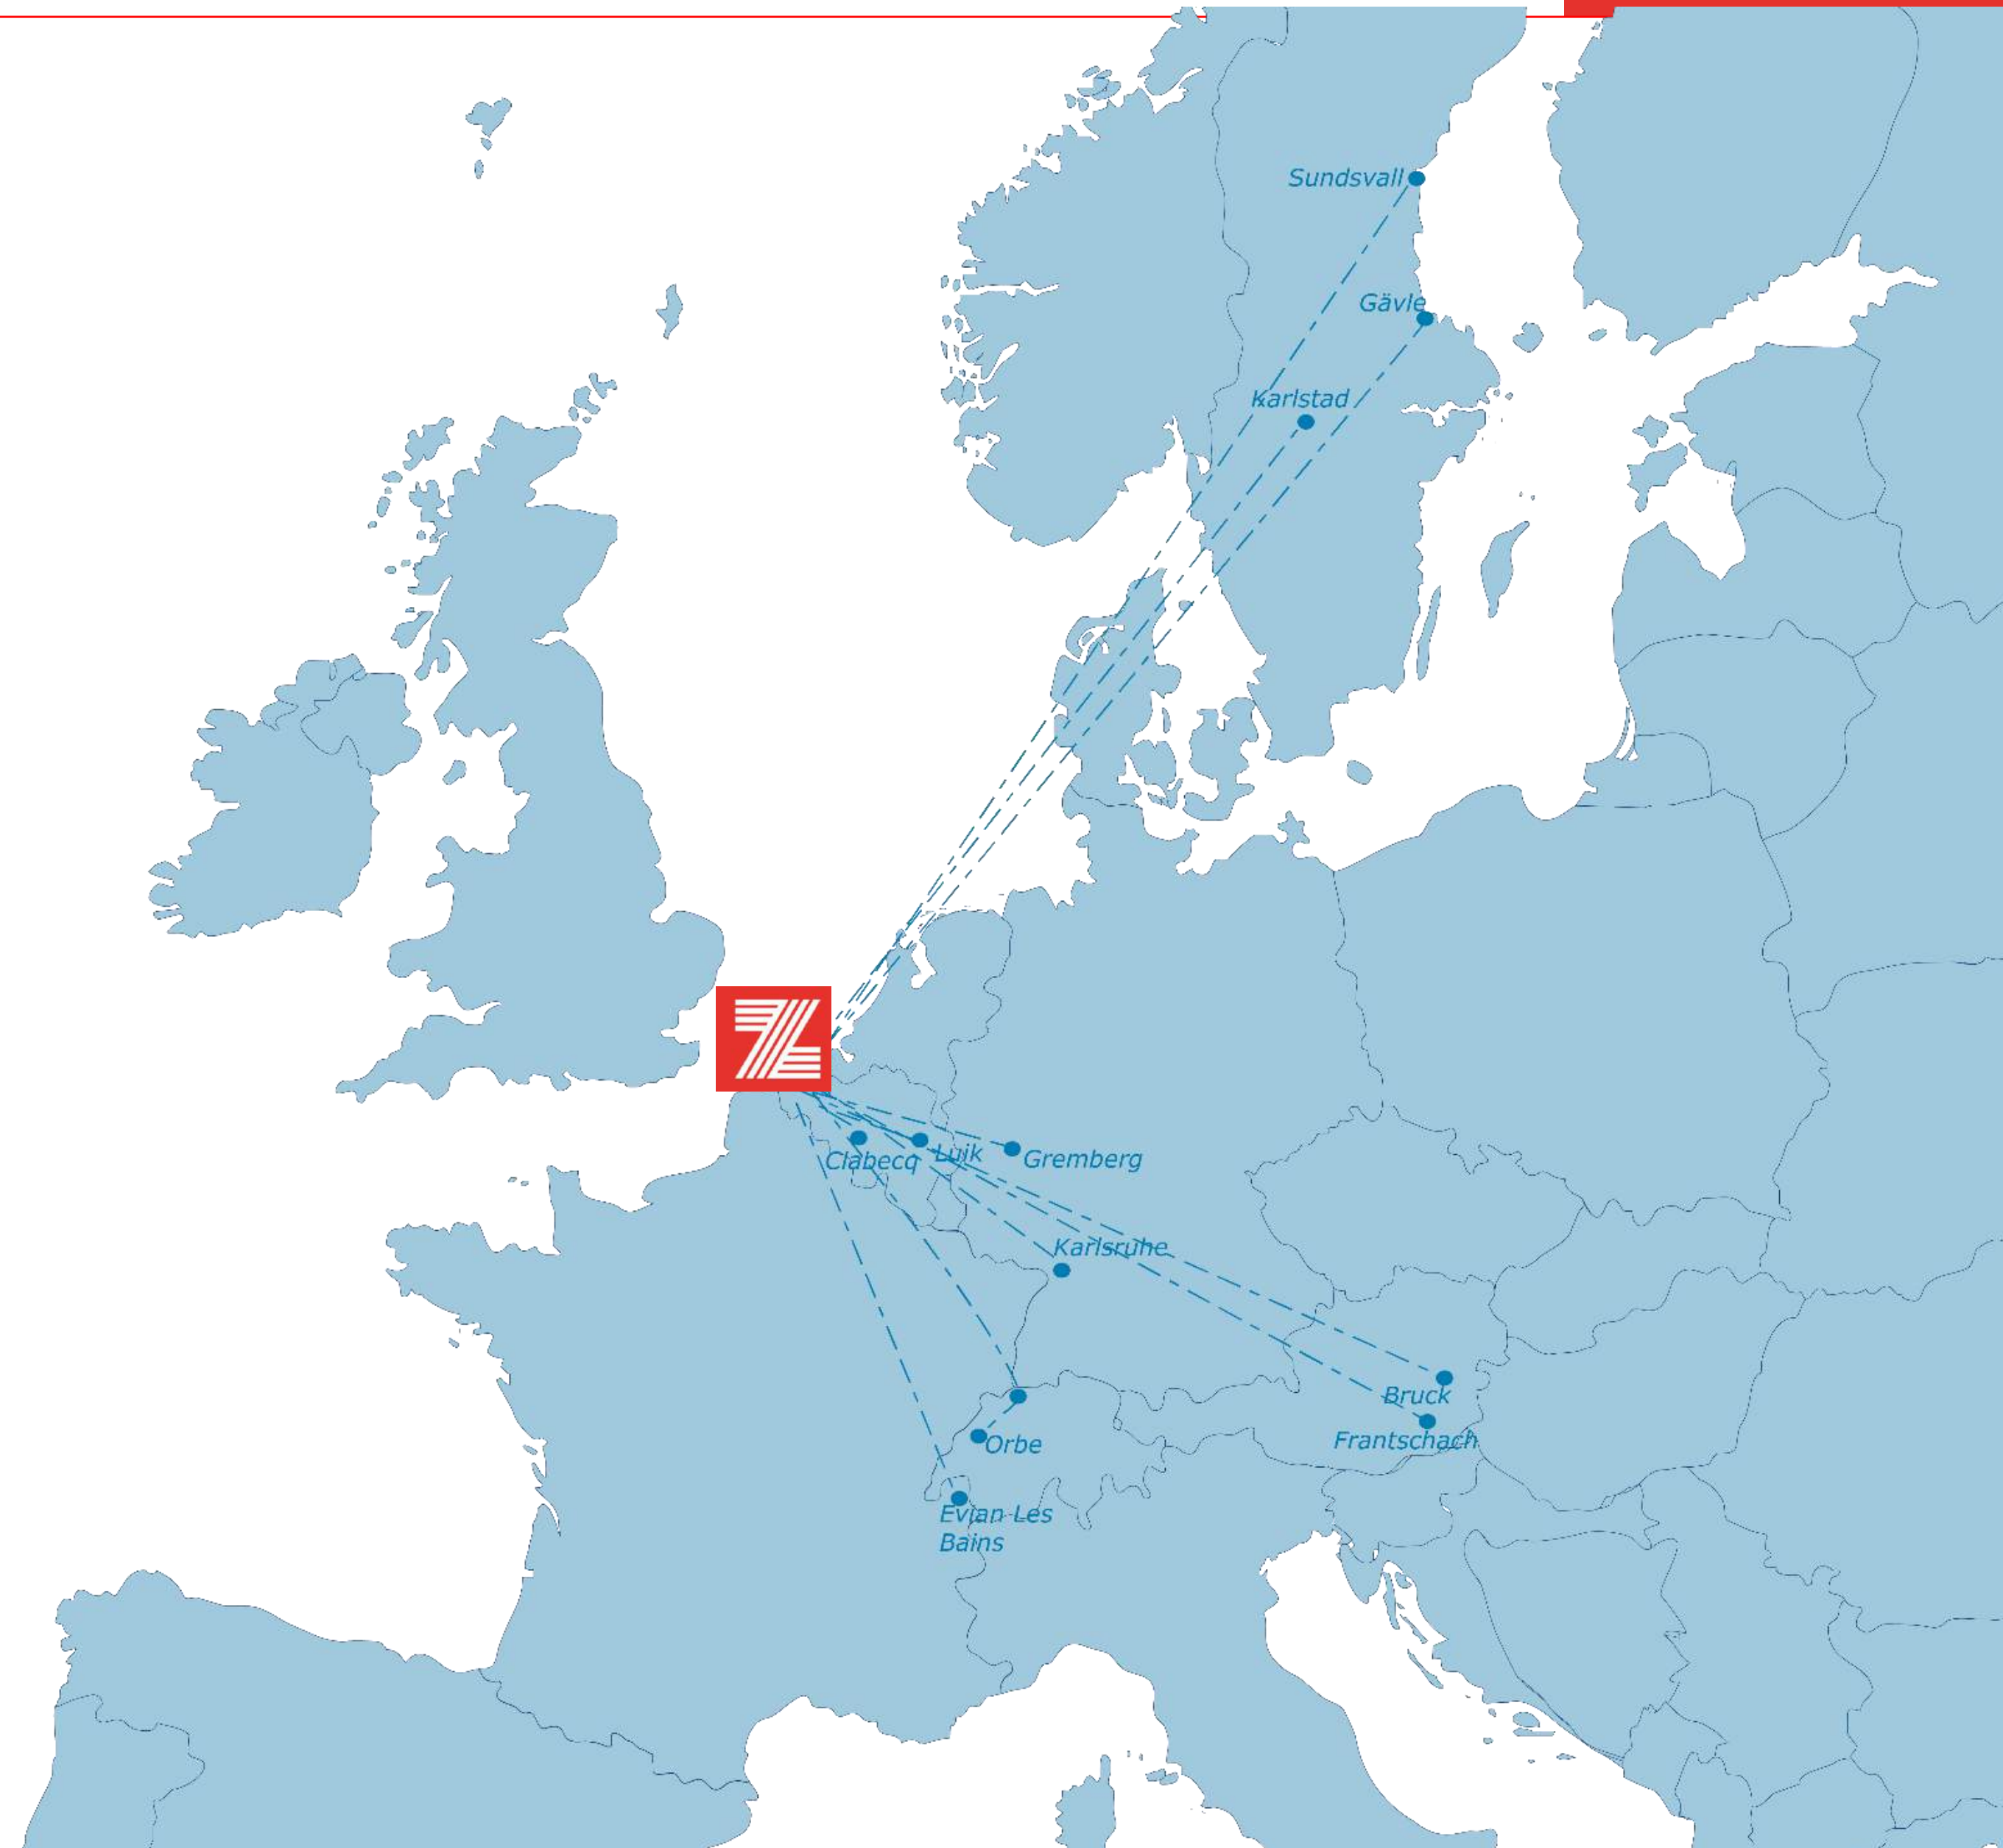 Sundsvall
Gävle
Karlstad
Clabecq
Luik
Gremberg
Karlsruhe
Bruck
Frantschach
Orbe
Evian Les
Bains